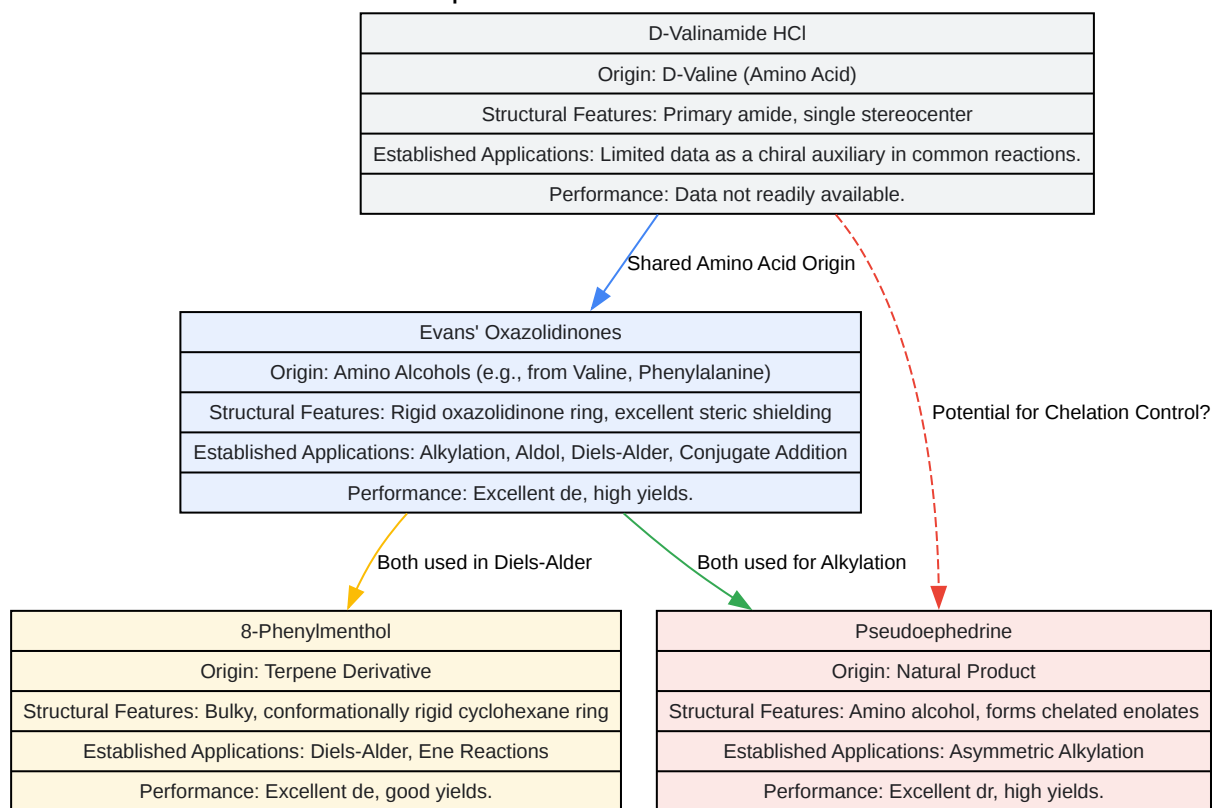 D-Valinamide HCl
Origin: D-Valine (Amino Acid)
Structural Features: Primary amide, single stereocenter
Established Applications: Limited data as a chiral auxiliary in common reactions.
Performance: Data not readily available.
Shared Amino Acid Origin
Evans' Oxazolidinones
Origin: Amino Alcohols (e.g., from Valine, Phenylalanine)
Structural Features: Rigid oxazolidinone ring, excellent steric shielding
Established Applications: Alkylation, Aldol, Diels-Alder, Conjugate Addition
Performance: Excellent de, high yields.
Potential for Chelation Control?
Both used in Diels-Alder
Both used for Alkylation
8-Phenylmenthol
Origin: Terpene Derivative
Structural Features: Bulky, conformationally rigid cyclohexane ring
Established Applications: Diels-Alder, Ene Reactions
Performance: Excellent de, good yields.
Pseudoephedrine
Origin: Natural Product
Structural Features: Amino alcohol, forms chelated enolates
Established Applications: Asymmetric Alkylation
Performance: Excellent dr, high yields.